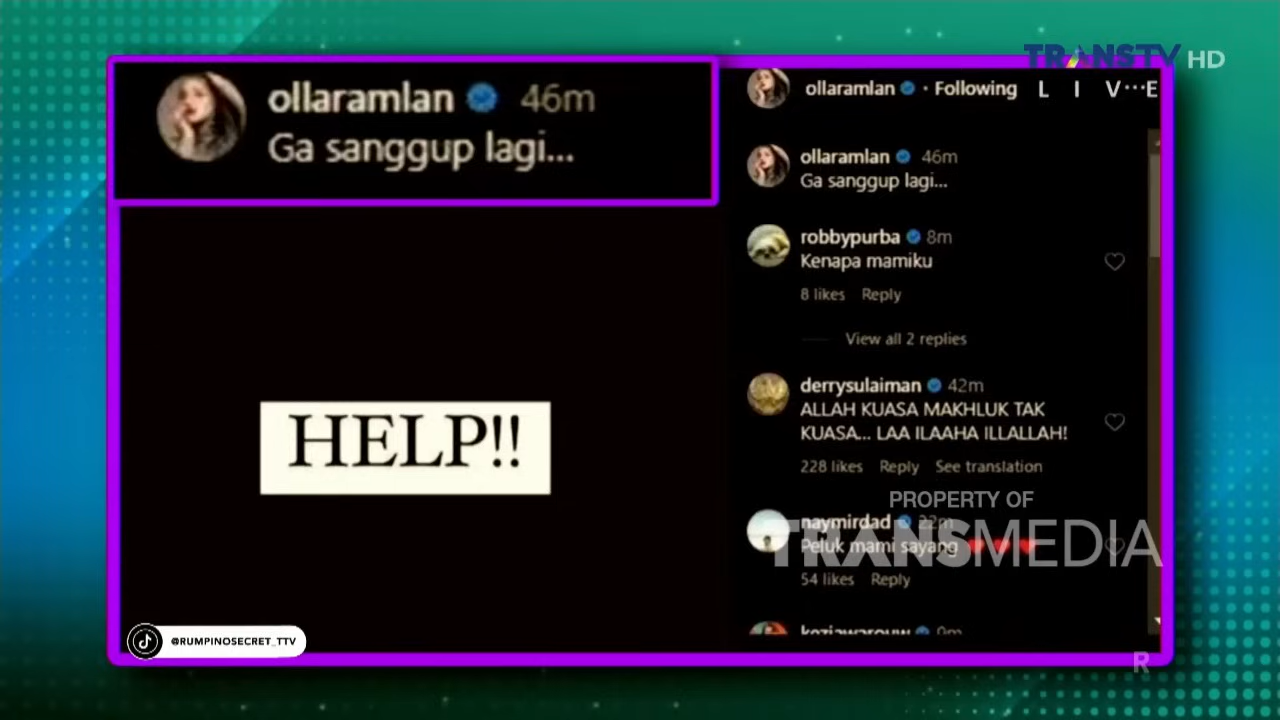 TRANSTV HD
ollaramlan 46m
Ga sanggup lagi...
HELP!!
ollaramlan • Following
L I V E
ollaramlan 46m
Ga sanggup lagi...
robbypurba 8m
Kenapa mamiku
8 likes Reply
View all 2 replies
derrysulaiman 42m
ALLAH KUASA MAKHLUK TAK
KUASA... LAA ILAAHA ILLALLAH!
228 likes Reply See translation
PROPERTY OF
TRANSMEDIA
naymirdad 22m
Peluk mami sayang ❤❤❤
54 likes Reply
9m
@RUMPINOSECRET_TTV
R